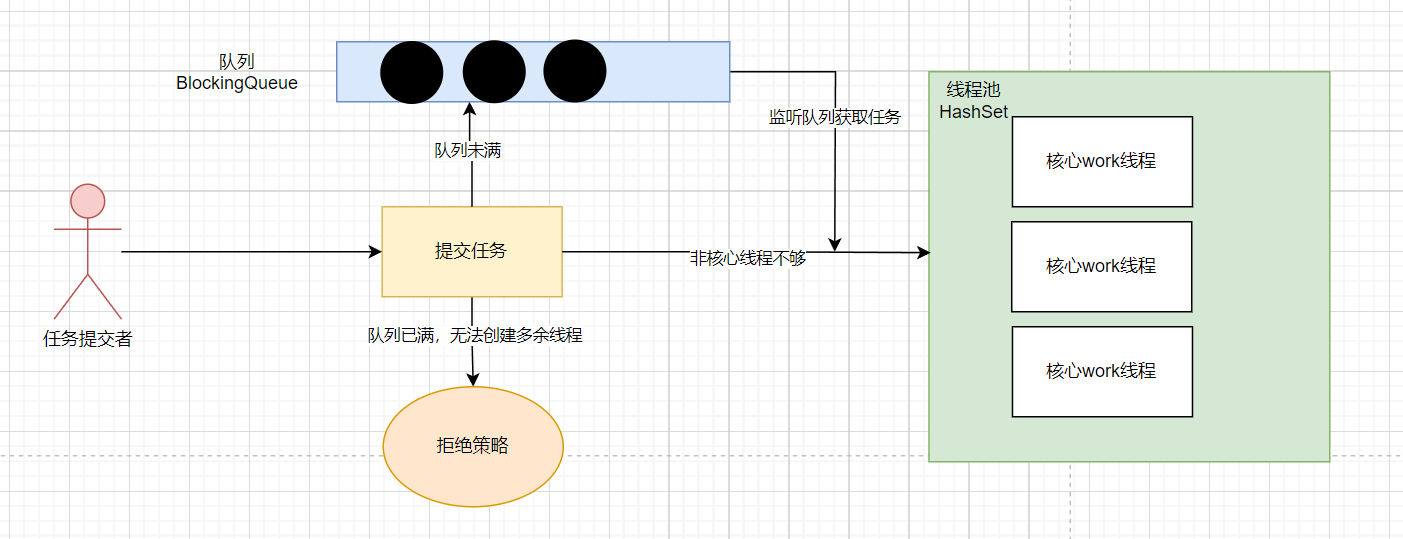 队列
BlockingQueue
线程池
HashSet
监听队列获取任务
核心work线程
队列未满
提交任务
非核心线程不够
核心work线程
任务提交者
队列已满，无法创建多余线程
核心work线程
拒绝策略